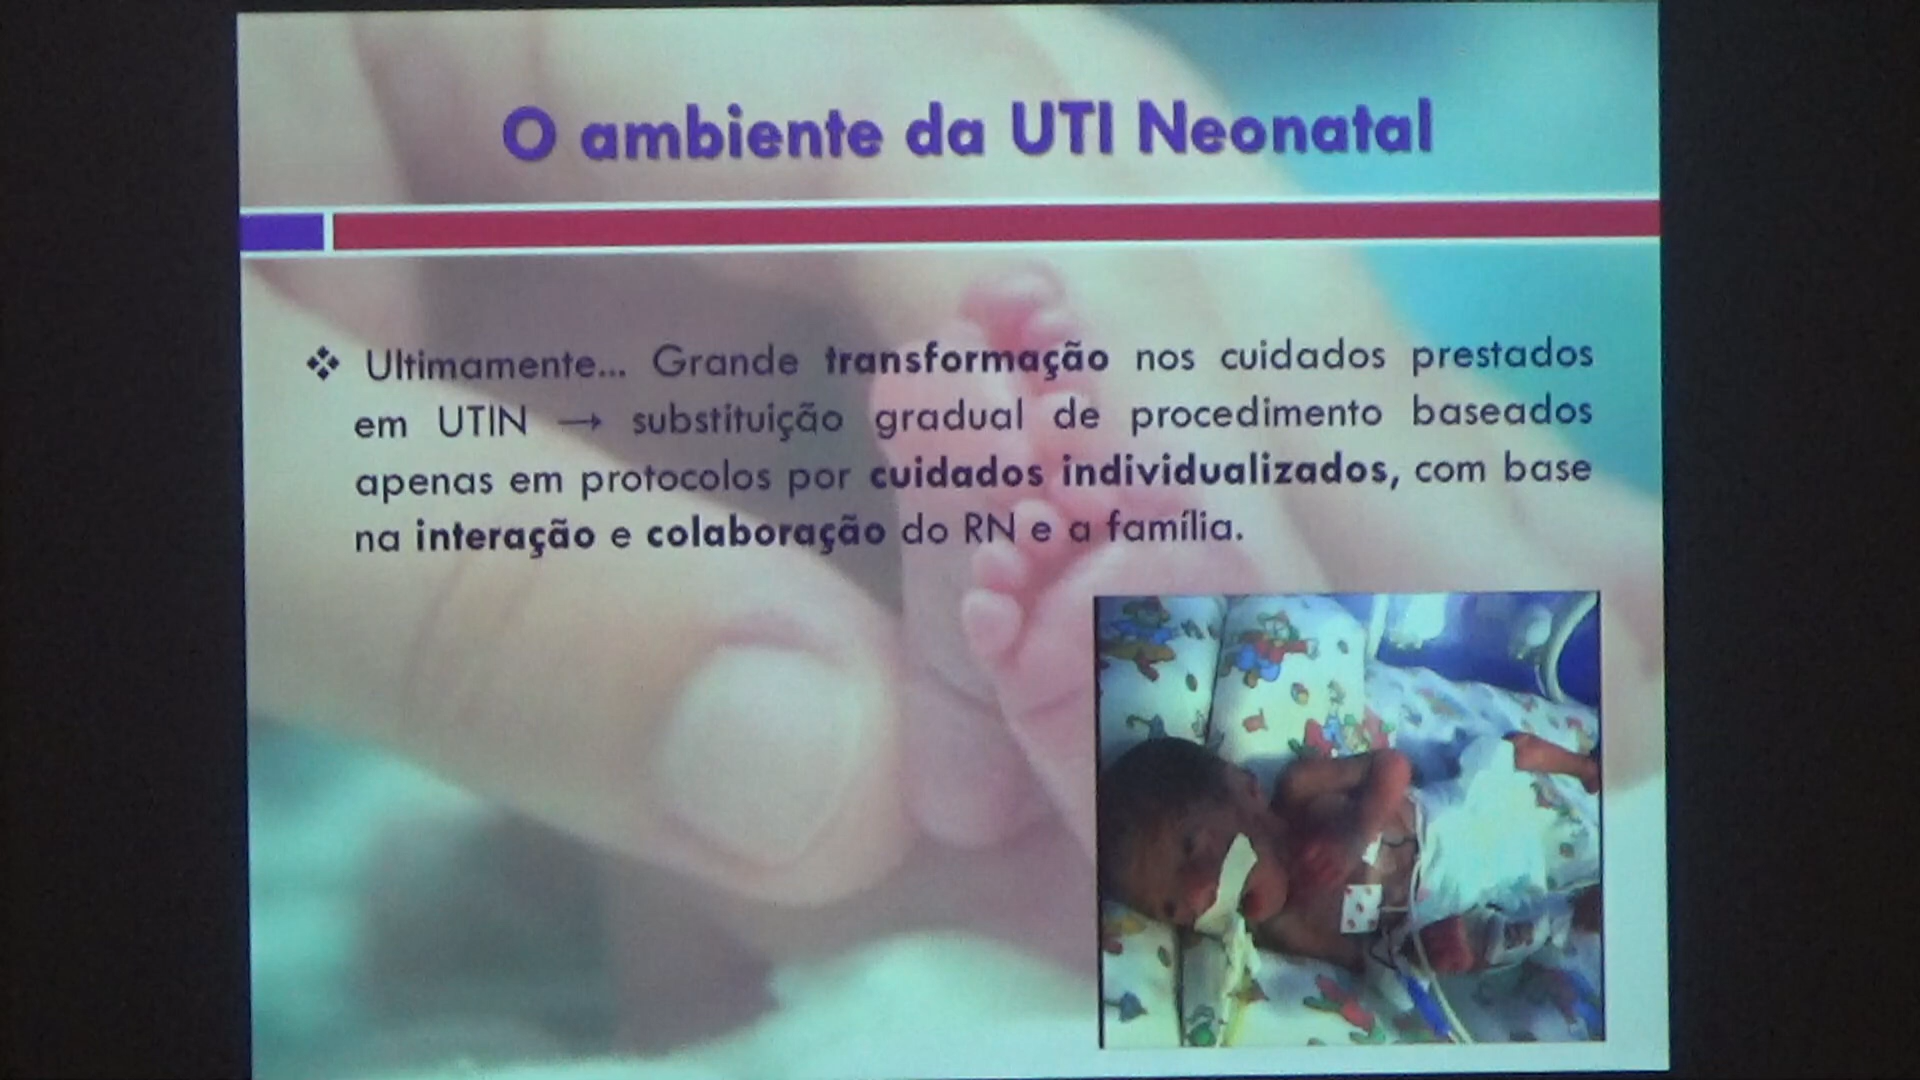 O ambiente da UTI Neonatal
❖ Ultimamente... Grande transformação nos cuidados prestados
em UTIN → substituição gradual de procedimento baseados
apenas em protocolos por cuidados individualizados, com base
na interação e colaboração do RN e a família.